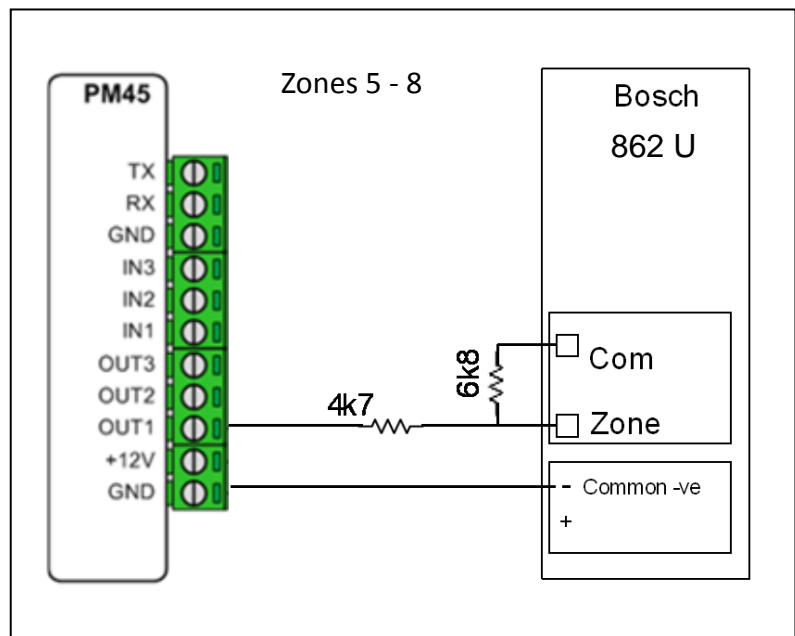 PM45
Zones 5 - 8
Bosch
862 U
TX
RX
GND
IN3
IN2
IN1
OUT3
OUT2
OUT1
+12V
GND
4k7
6k8
Com
Zone
- Common -ve
+